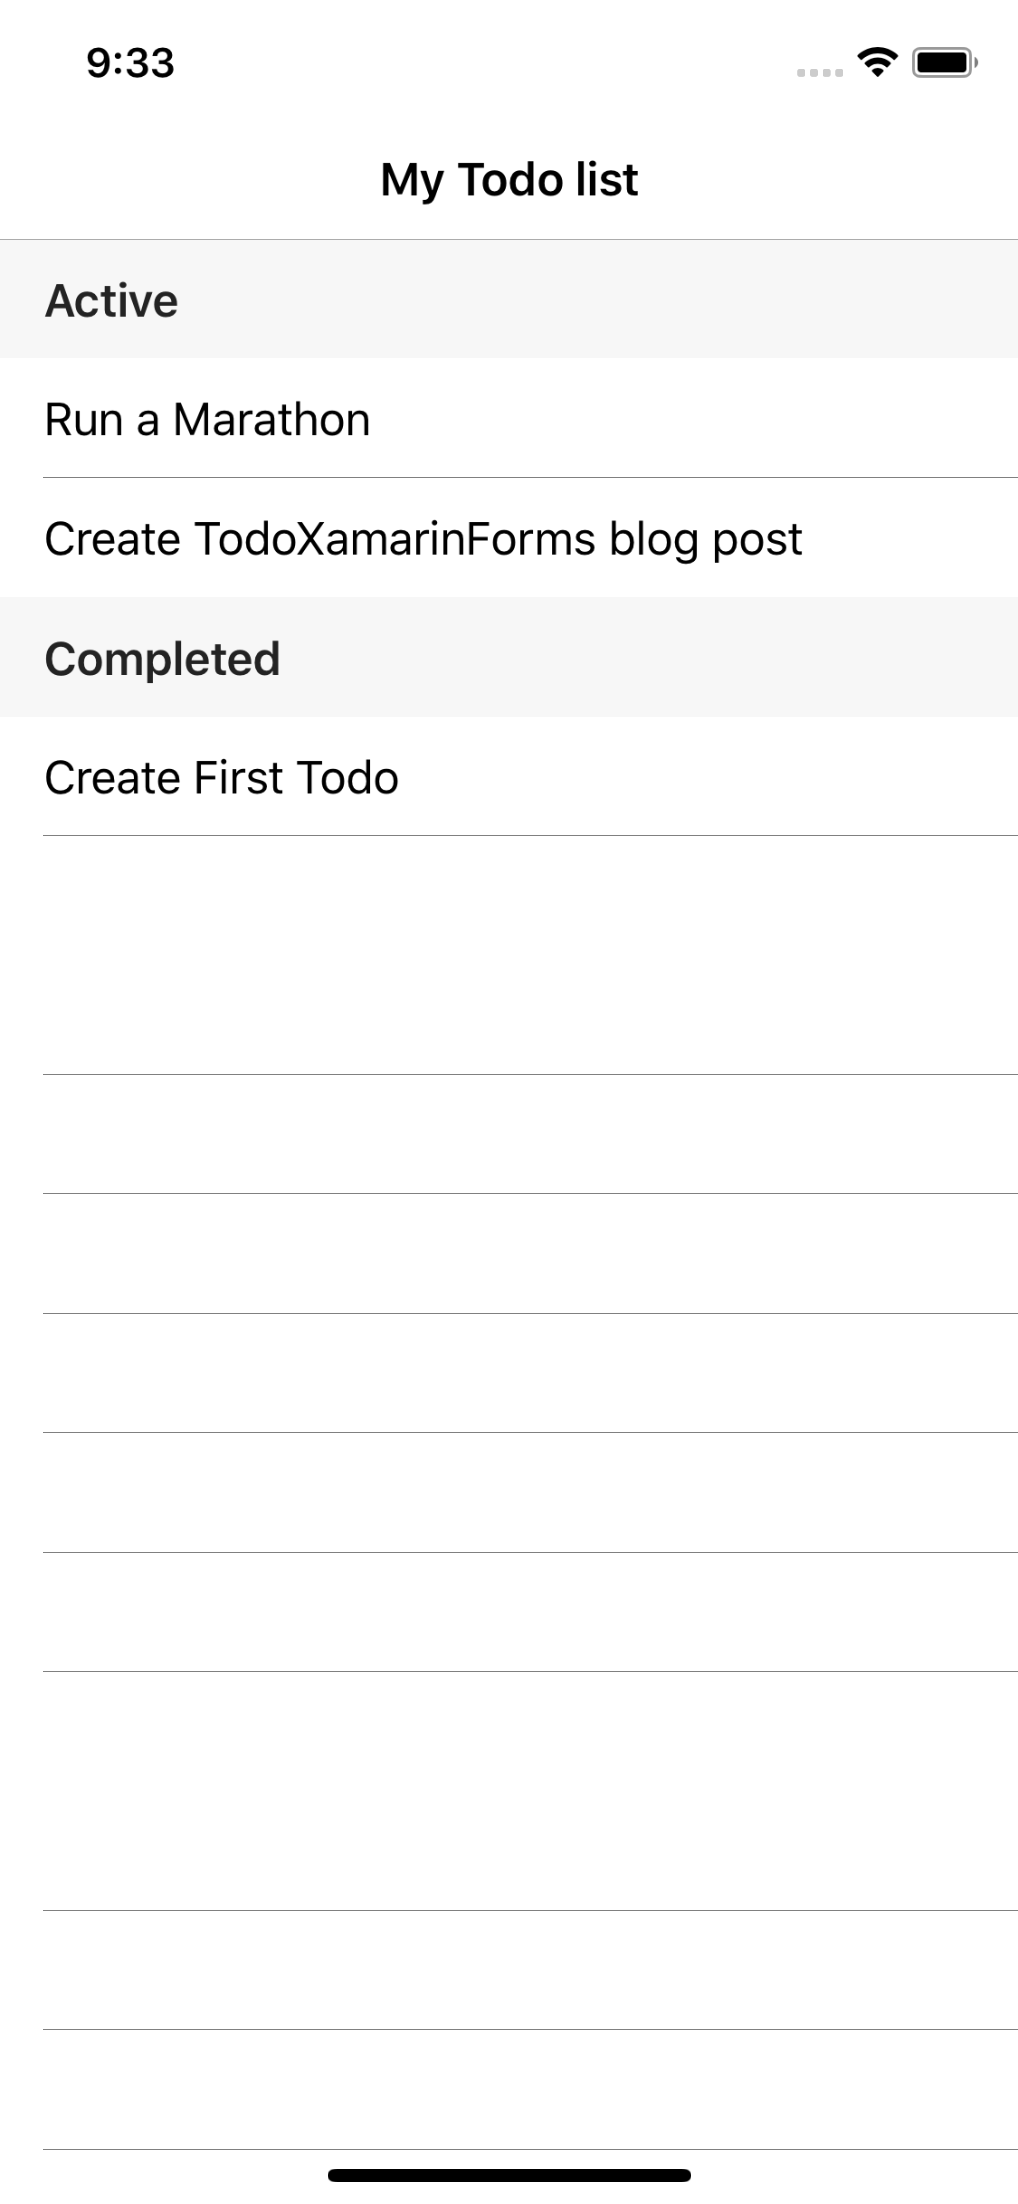 9:33
My Todo list
Active
Run a Marathon
Create TodoXamarinForms blog post
Completed
Create First Todo